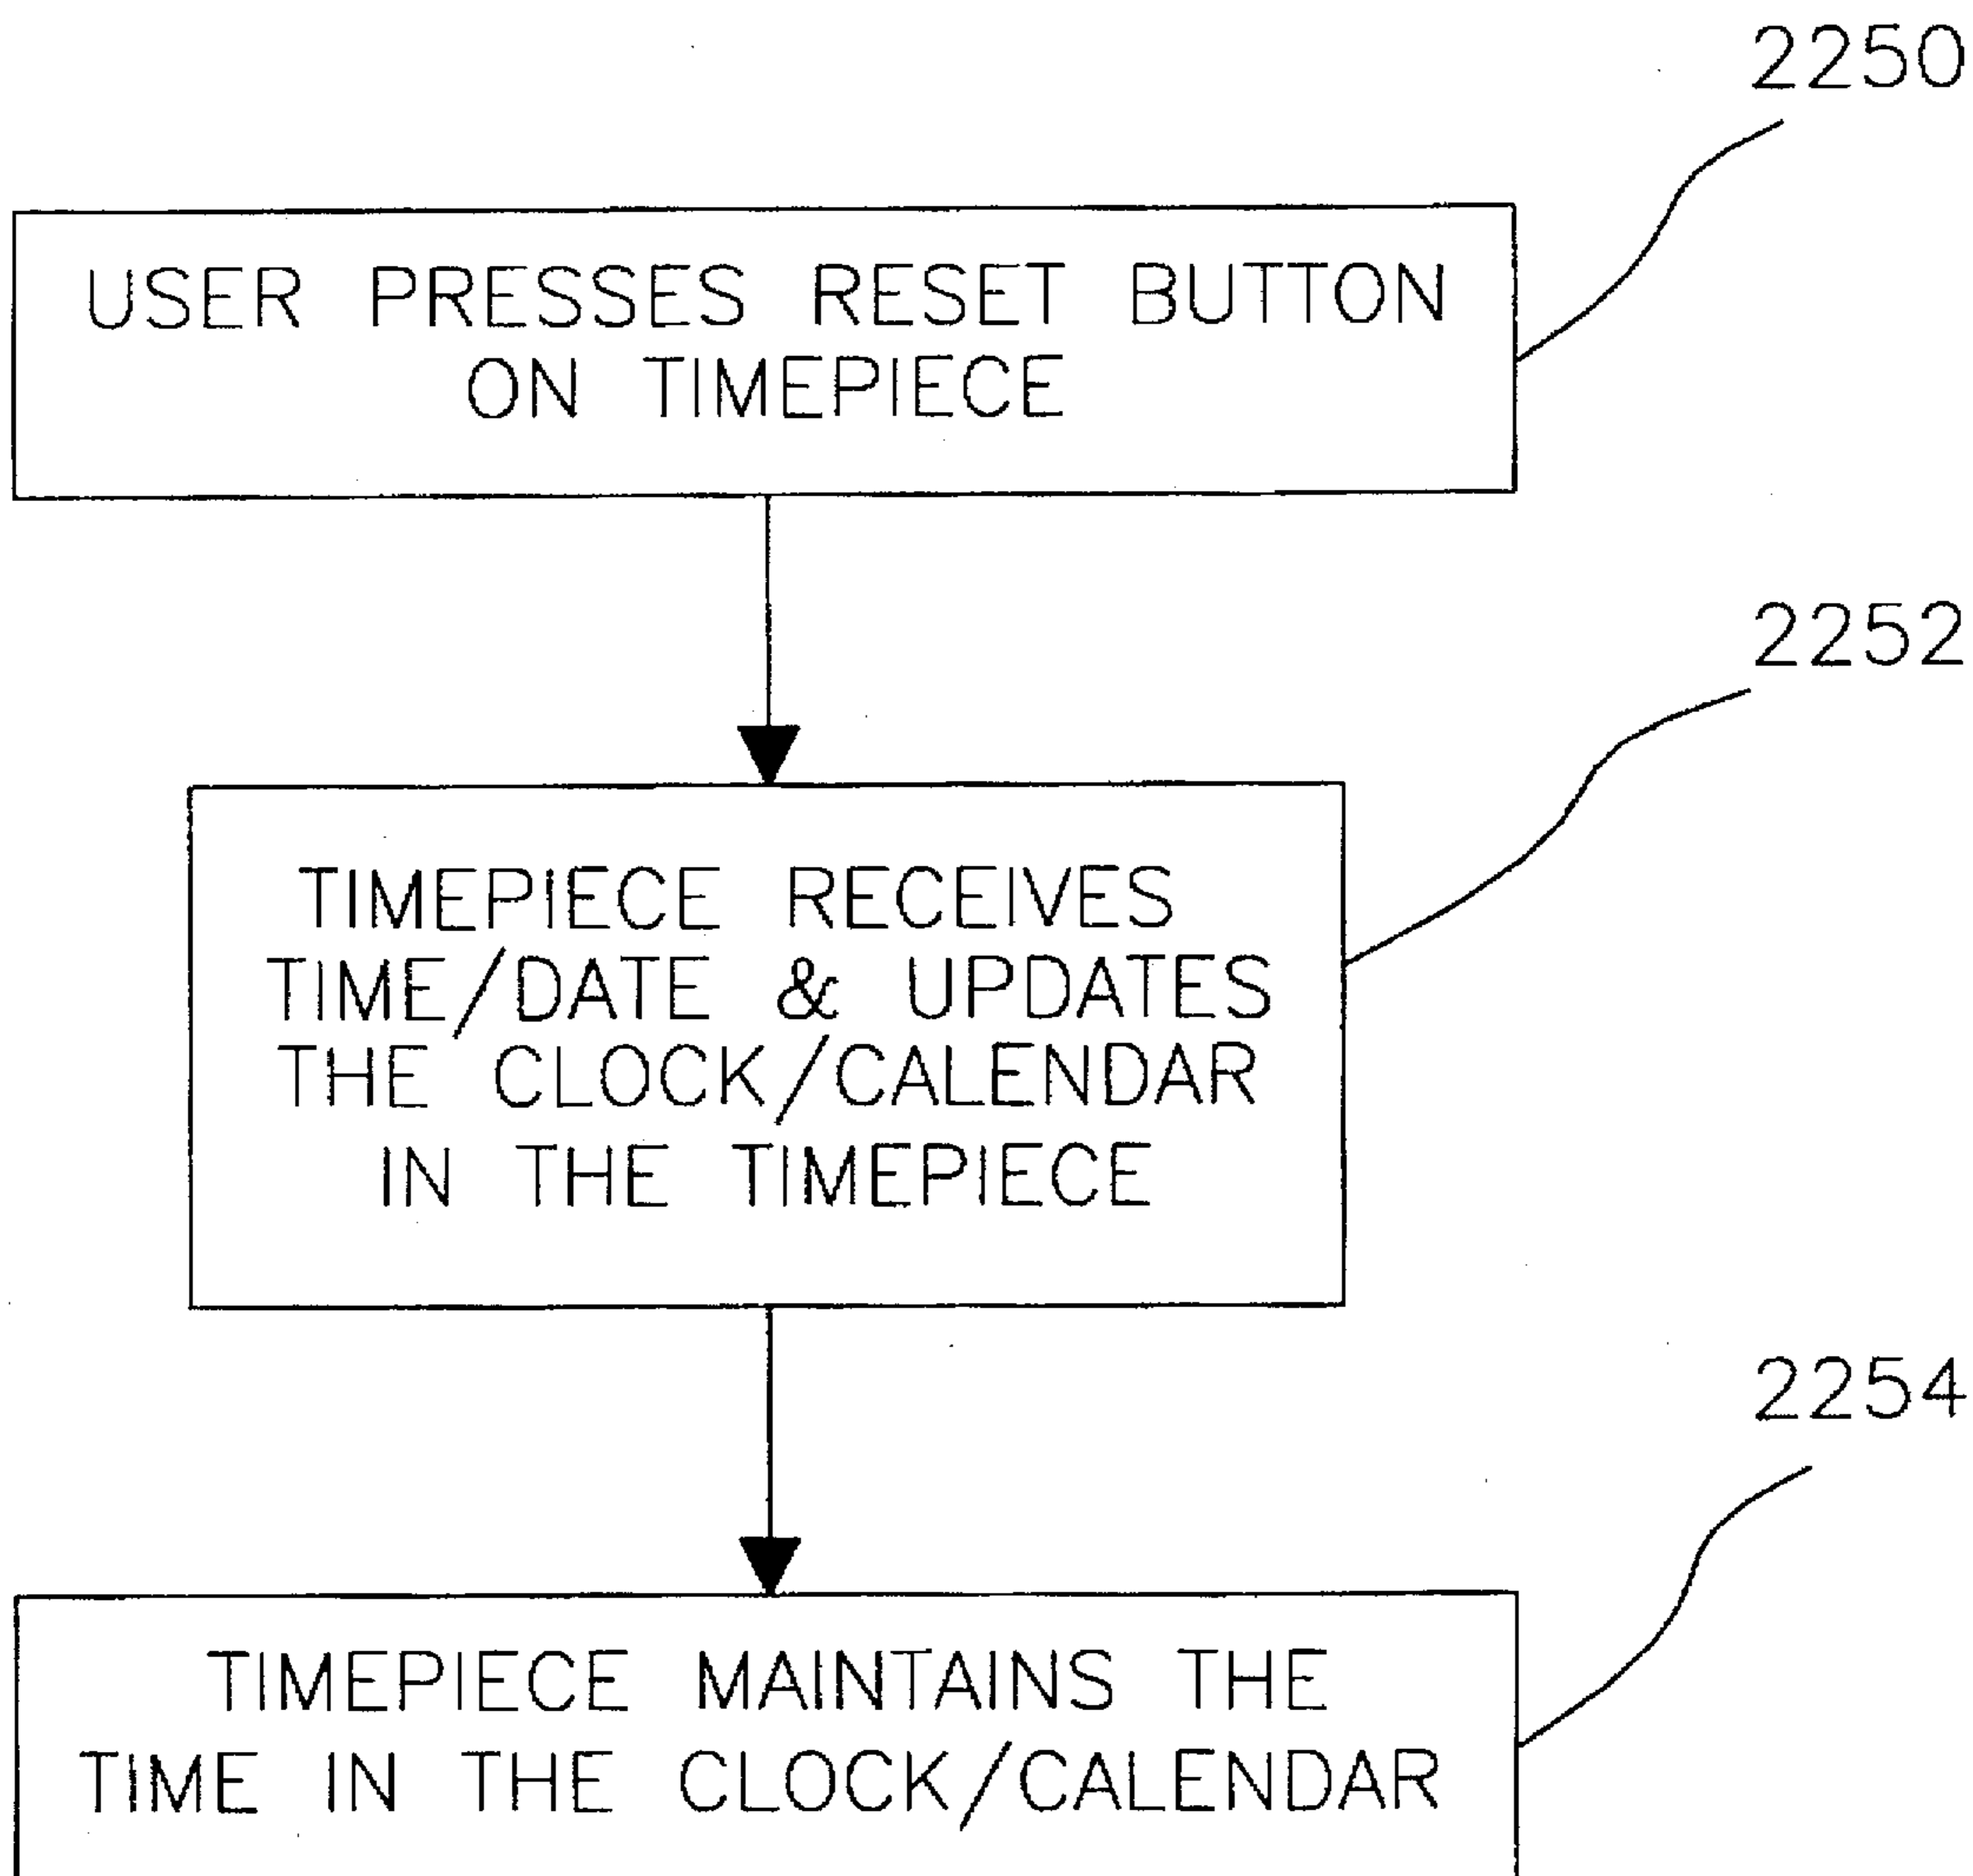 2250
USER PRESSES RESET BUTTON
ON TIMEPIECE
2252
TIMEPIECE RECEIVES
TIME/DATE & UPDATES
THE CLOCK/CALENDAR
IN THE TIMEPIECE
2254
TIMEPIECE MAINTAINS THE
TIME IN THE CLOCK/CALENDAR